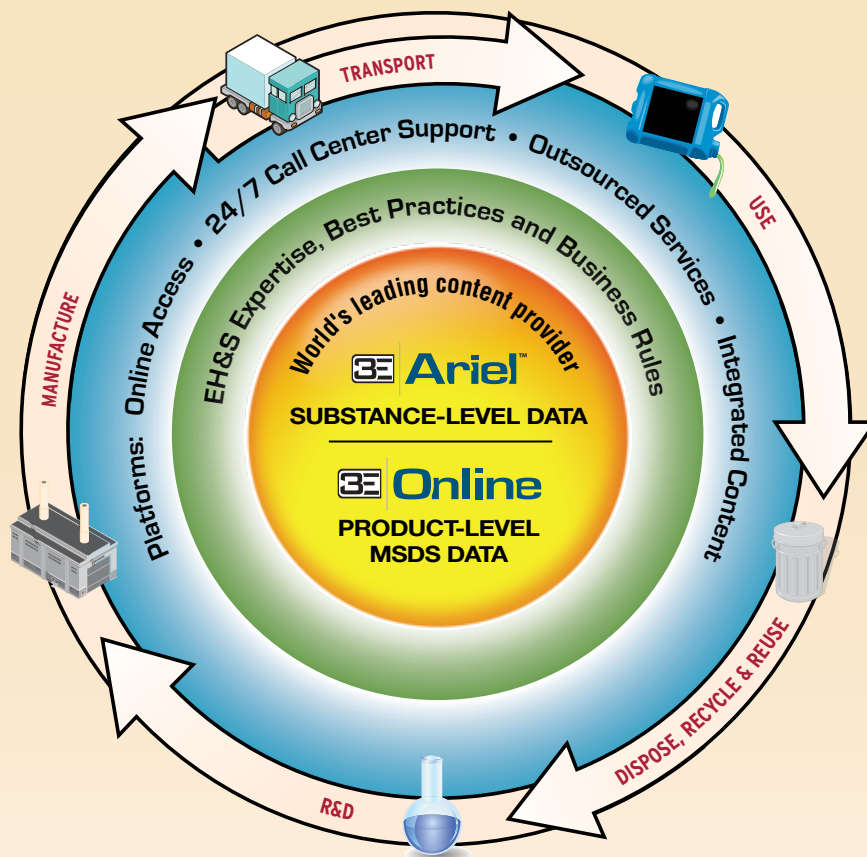 TRANSPORT
USE
DISPOSE, RECYCLE & REUSE
R&D
MANUFACTURE
Platforms: Online Access • 24/7 Call Center Support • Outsourced Services • Integrated Content
EH&S Expertise, Best Practices and Business Rules
World's leading content provider
3E Ariel™
SUBSTANCE-LEVEL DATA
3E Online
PRODUCT-LEVEL
MSDS DATA